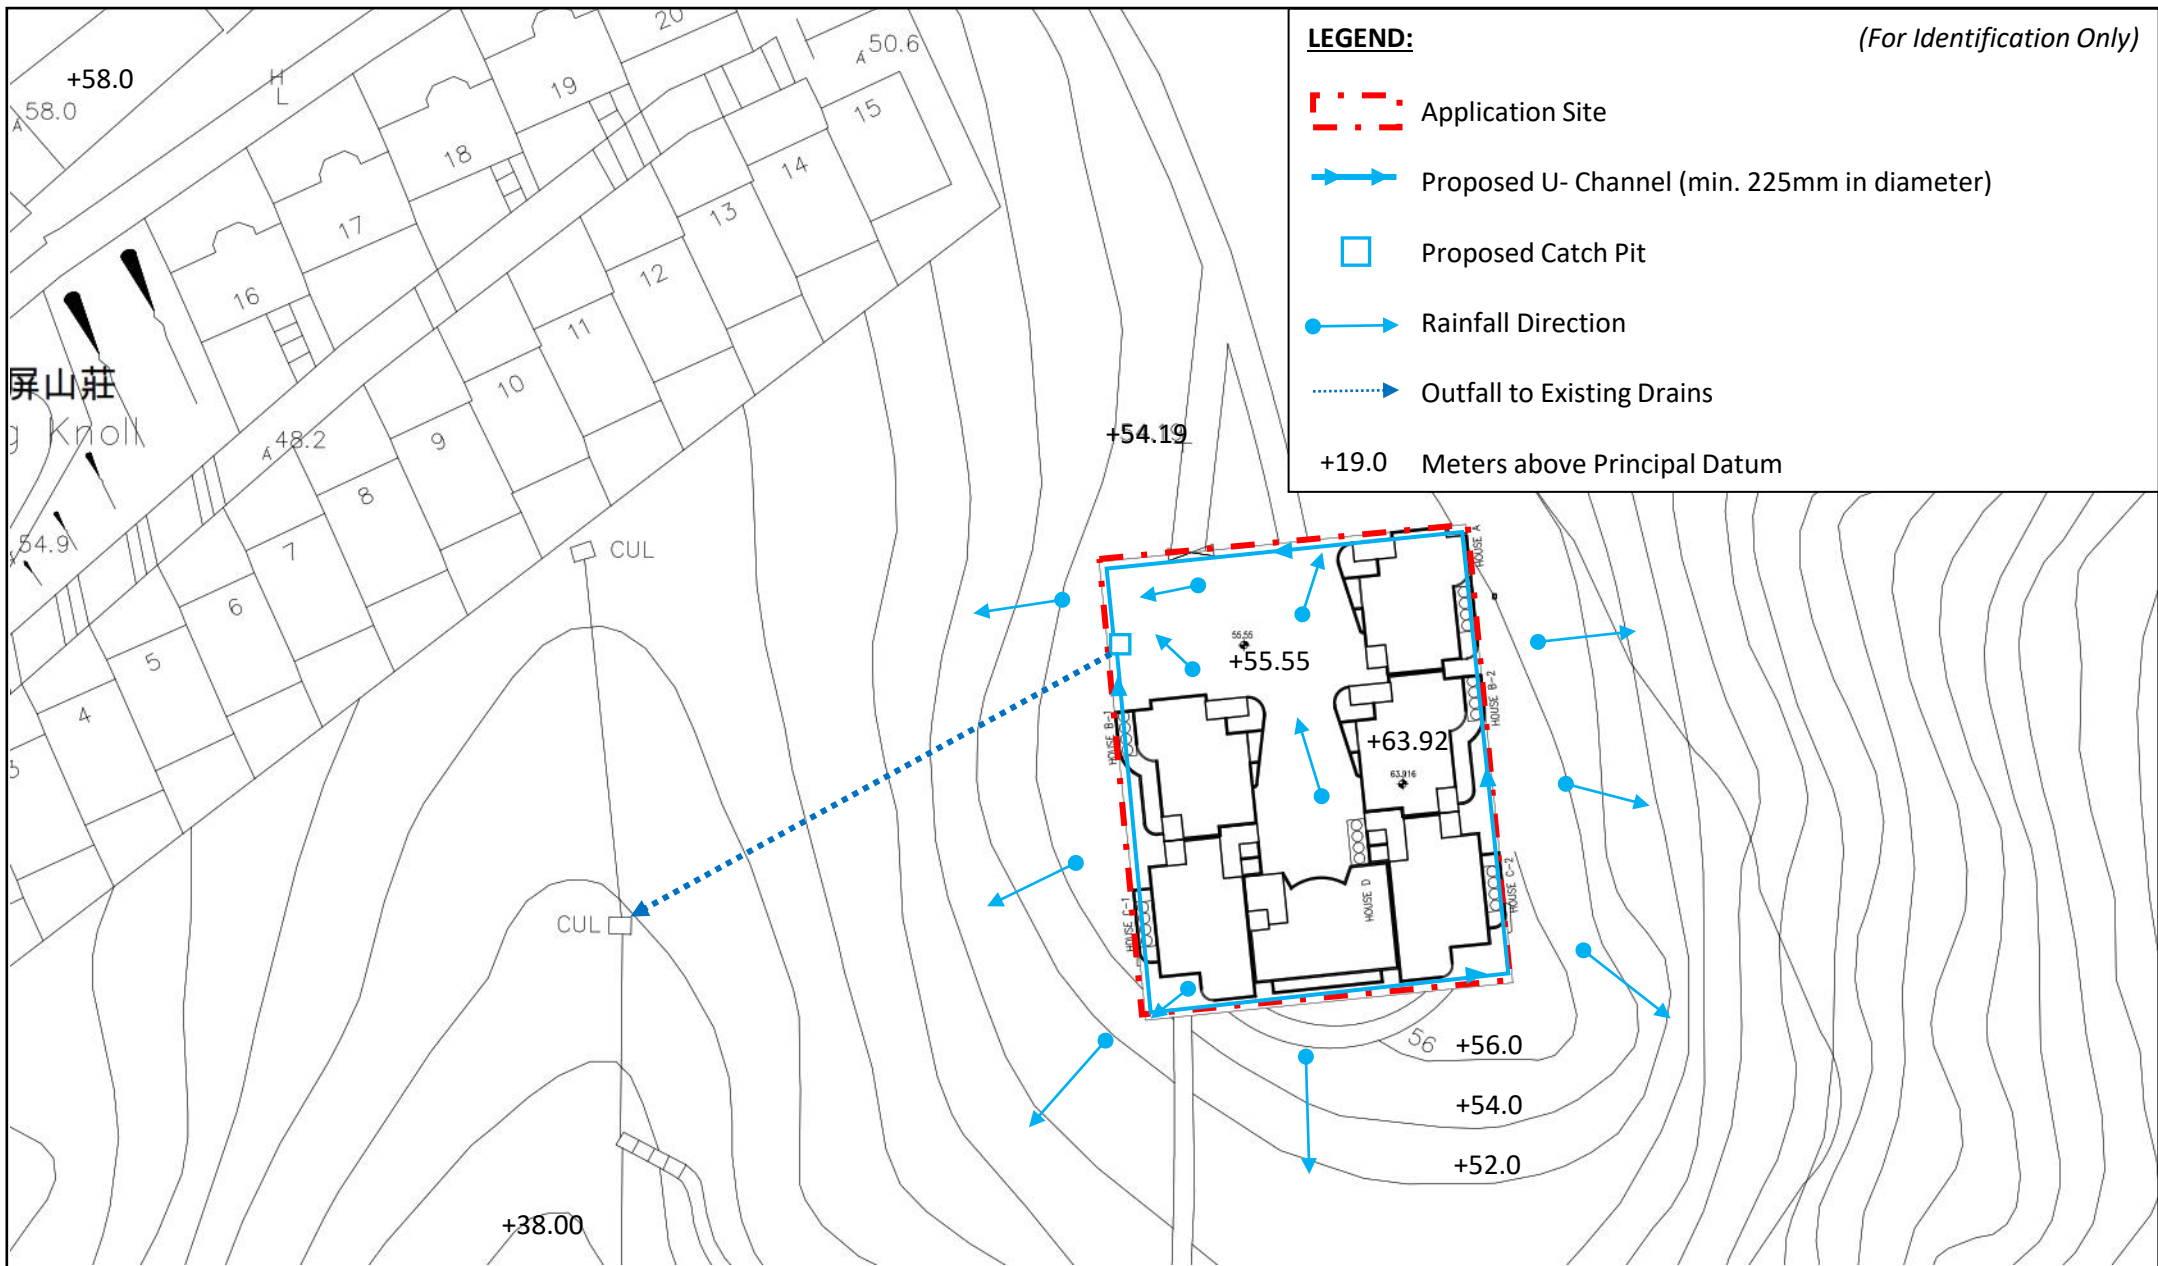 LEGEND:
(For Identification Only)
Application Site
Proposed U- Channel (min. 225mm in diameter)
Proposed Catch Pit
Rainfall Direction
Outfall to Existing Drains
+19.0 Meters above Principal Datum
+58.0
58.0
H
L
20
50.6
19
15
18
14
17
13
16
12
11
屏山莊
Knoll
10
48.2
9
8
54.9
7
6
5
4
CUL
CUL
+54.19
55.55
+55.55
+63.92
63.916
HOUSE A
HOUSE B-1
HOUSE B-2
HOUSE C-1
HOUSE C-2
HOUSE D
56
+56.0
+54.0
+52.0
+38.00